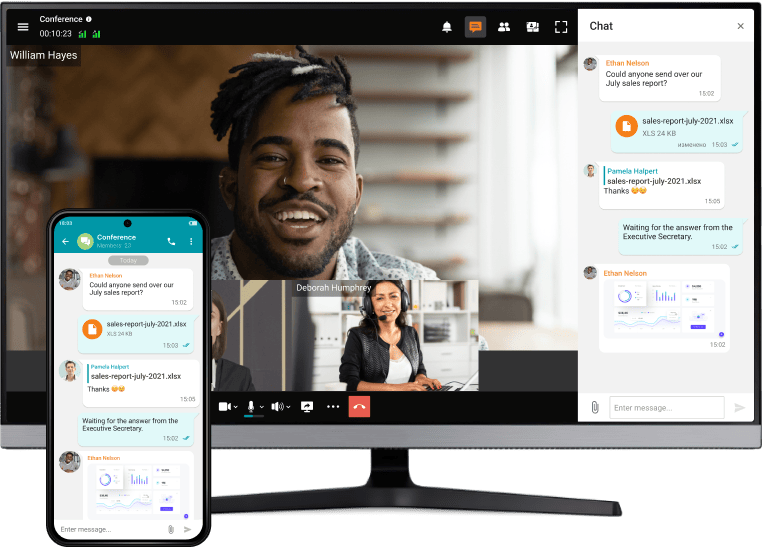 Conference
00:10:23
William Hayes
Deborah Humphrey
Chat
Ethan Nelson
Could anyone send over our
July sales report?
15:02
sales-report-july-2021.xlsx
XLS 24 KB
изменено 15:03
Pamela Halpert
sales-report-july-2021.xlsx
Thanks 😍😍
15:05
Waiting for the answer from the
Executive Secretary.
15:02
Ethan Nelson
15:02
Enter message...
18:03
Conference
Today
Ethan Nelson
Could anyone send over our
July sales report?
15:02
sales-report-july-2021.xlsx
XLS 24 KB
15:03
Pamela Halpert
sales-report-july-2021.xlsx
Thanks 😍😍
15:05
Waiting for the answer from the
Executive Secretary.
15:02
Ethan Nelson
Enter message...